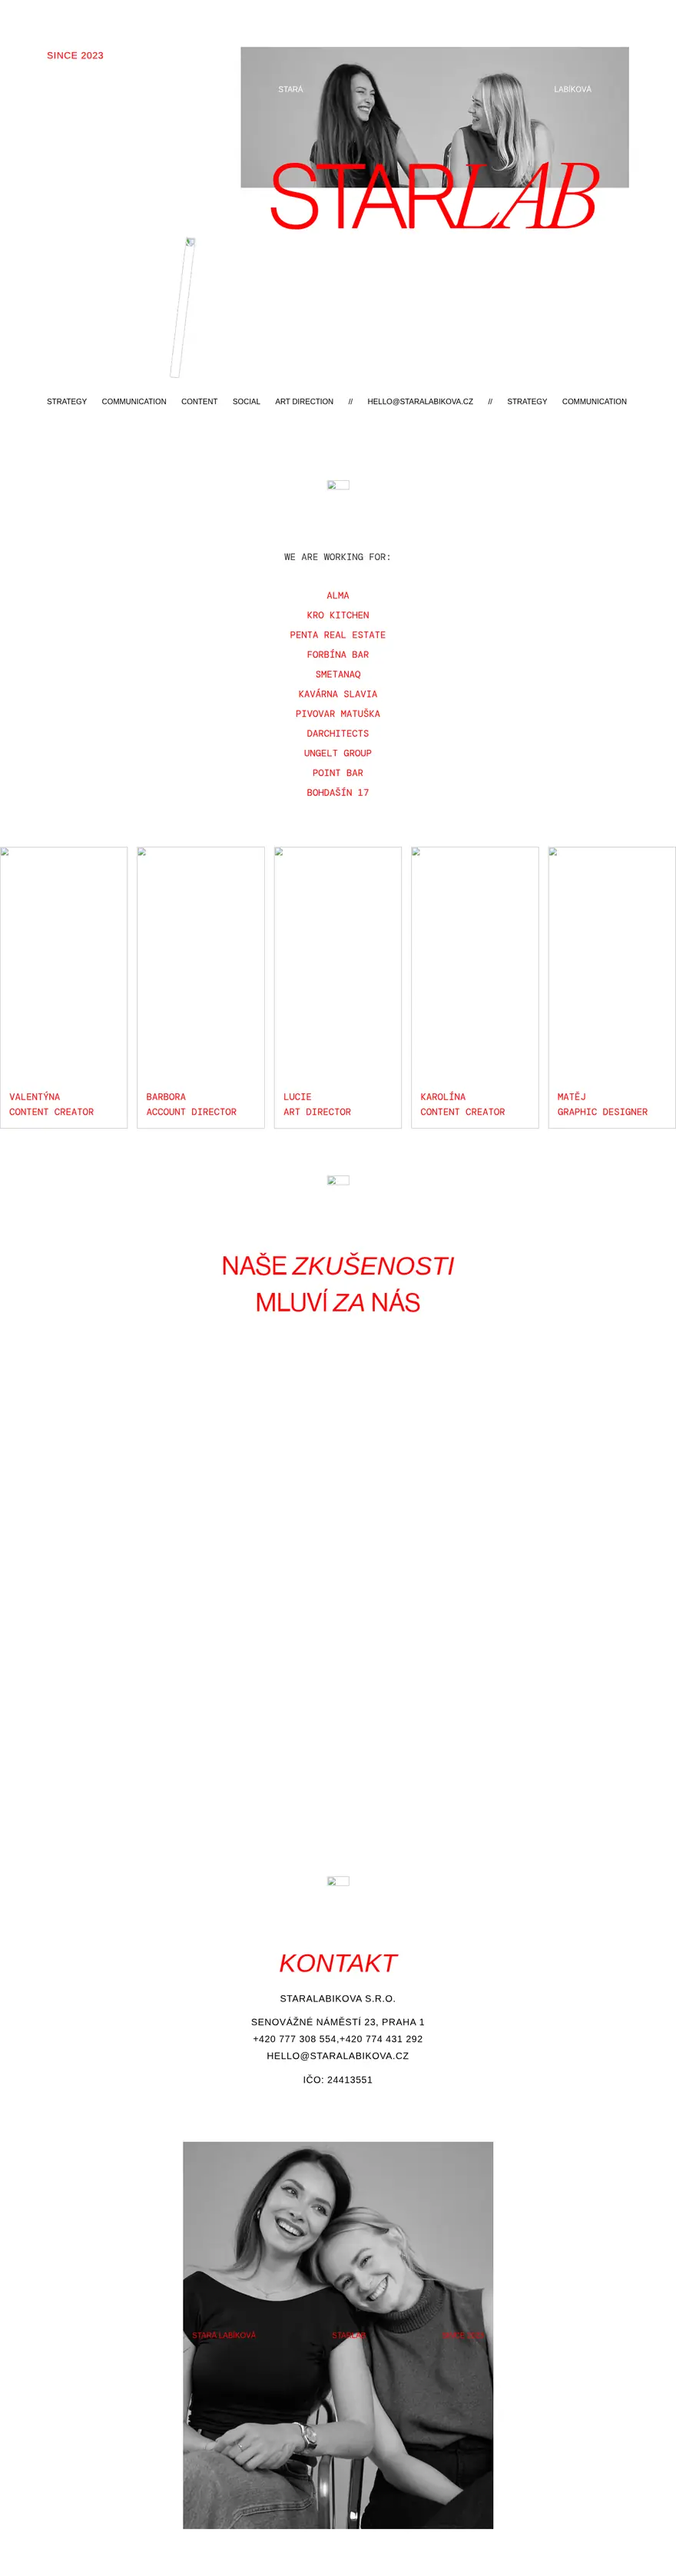 SINCE 2023
STARÁ
LABÍKOVÁ
STARLAB
STRATEGY COMMUNICATION CONTENT SOCIAL ART DIRECTION // HELLO@STARALABIKOVA.CZ // STRATEGY COMMUNICATION
WE ARE WORKING FOR:
ALMA
KRO KITCHEN
PENTA REAL ESTATE
FORBÍNA BAR
SMETANAQ
KAVÁRNA SLAVIA
PIVOVAR MATUŠKA
DARCHITECTS
UNGELT GROUP
POINT BAR
BOHDAŠÍN 17
VALENTÝNA
CONTENT CREATOR
BARBORA
ACCOUNT DIRECTOR
LUCIE
ART DIRECTOR
KAROLÍNA
CONTENT CREATOR
MATĚJ
GRAPHIC DESIGNER
NAŠE ZKUŠENOSTI
MLUVÍ ZA NÁS
KONTAKT
STARALABIKOVA S.R.O.
SENOVÁŽNÉ NÁMĚSTÍ 23, PRAHA 1
+420 777 308 554,+420 774 431 292
HELLO@STARALABIKOVA.CZ
IČO: 24413551
STARÁ LABÍKOVÁ
STARLAB
SINCE